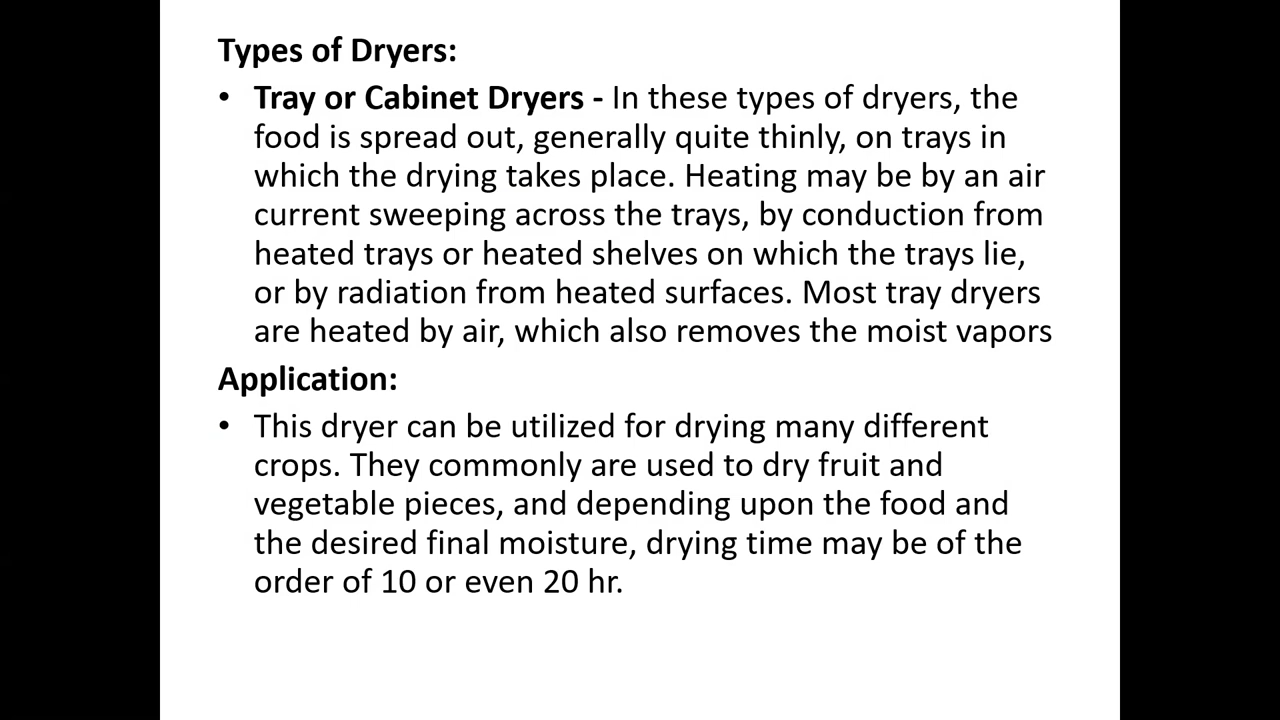 Types of Dryers:
• Tray or Cabinet Dryers - In these types of dryers, the
food is spread out, generally quite thinly, on trays in
which the drying takes place. Heating may be by an air
current sweeping across the trays, by conduction from
heated trays or heated shelves on which the trays lie,
or by radiation from heated surfaces. Most tray dryers
are heated by air, which also removes the moist vapors
Application:
• This dryer can be utilized for drying many different
crops. They commonly are used to dry fruit and
vegetable pieces, and depending upon the food and
the desired final moisture, drying time may be of the
order of 10 or even 20 hr.